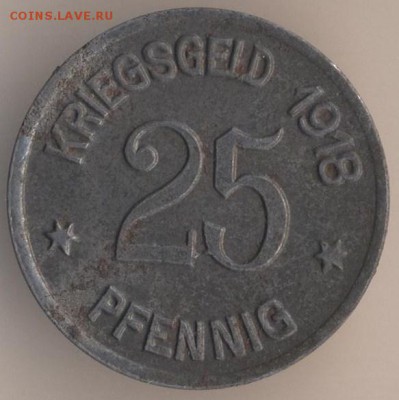 COINS.LAVE.RU
KRIEGSGELD 1918
25
PFENNIG